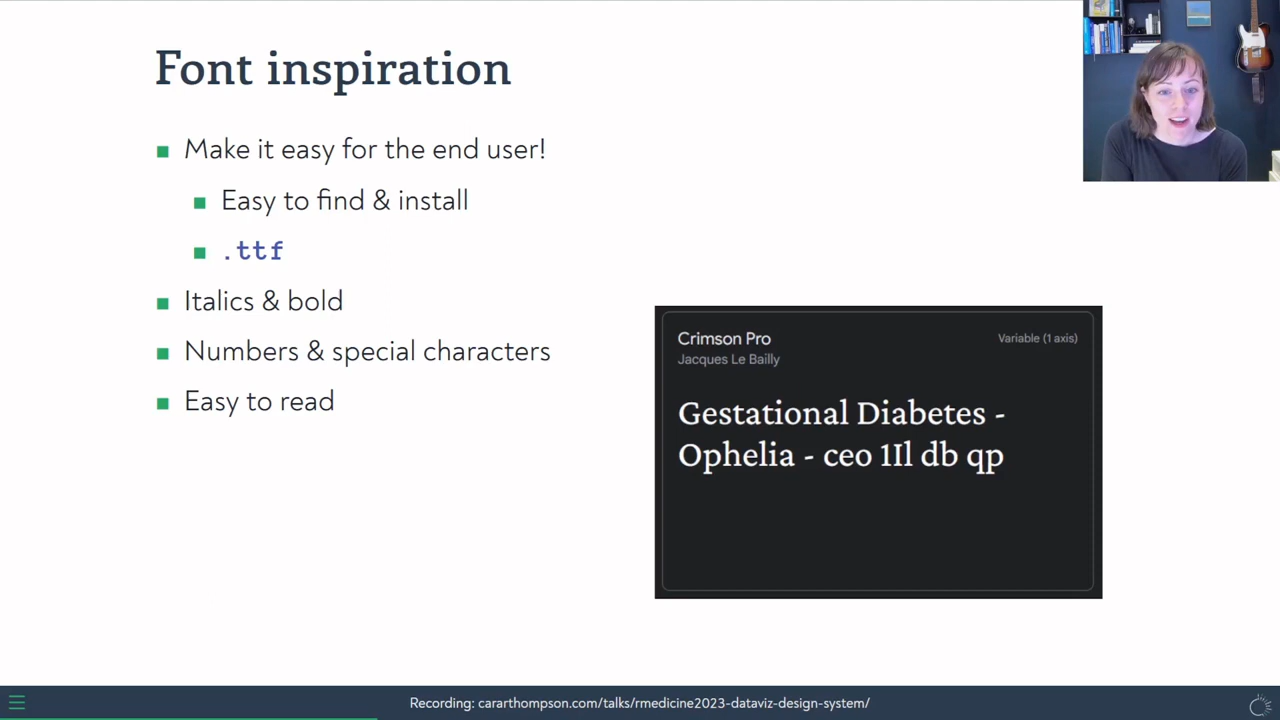 Font inspiration
Make it easy for the end user!
Easy to find & install
.ttf
Italics & bold
Numbers & special characters
Easy to read
Crimson Pro
Variable (1 axis)
Jacques Le Bailly
Gestational Diabetes -
Ophelia - ceo 1Il db qp
Recording: cararthompson.com/talks/rmedicine2023-dataviz-design-system/